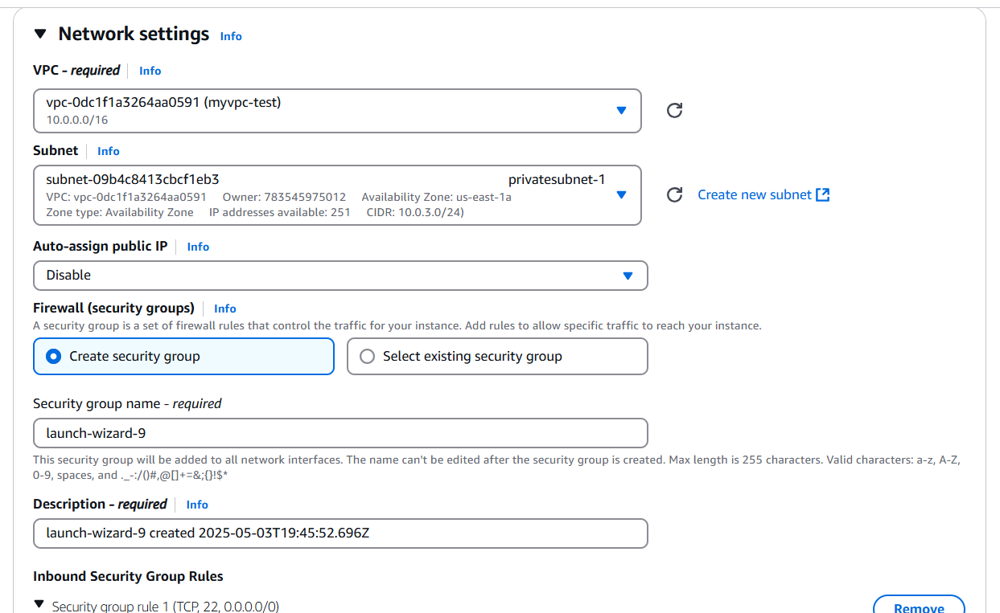 Network settings Info
VPC - required Info
vpc-0dc1f1a3264aa0591 (myvpc-test)
10.0.0.0/16
Subnet Info
subnet-09b4c8413cbcf1eb3 privatesubnet-1
VPC: vpc-0dc1f1a3264aa0591 Owner: 783545975012 Availability Zone: us-east-1a
Zone type: Availability Zone IP addresses available: 251 CIDR: 10.0.3.0/24)
Create new subnet
Auto-assign public IP Info
Disable
Firewall (security groups) Info
A security group is a set of firewall rules that control the traffic for your instance. Add rules to allow specific traffic to reach your instance.
Create security group Select existing security group
Security group name - required
launch-wizard-9
This security group will be added to all network interfaces. The name can't be edited after the security group is created. Max length is 255 characters. Valid characters: a-z, A-Z,
0-9, spaces, and ._-:/()#,@[]+=&;{}!$*
Description - required Info
launch-wizard-9 created 2025-05-03T19:45:52.696Z
Inbound Security Group Rules
Security group rule 1 (TCP, 22, 0.0.0.0/0) Remove